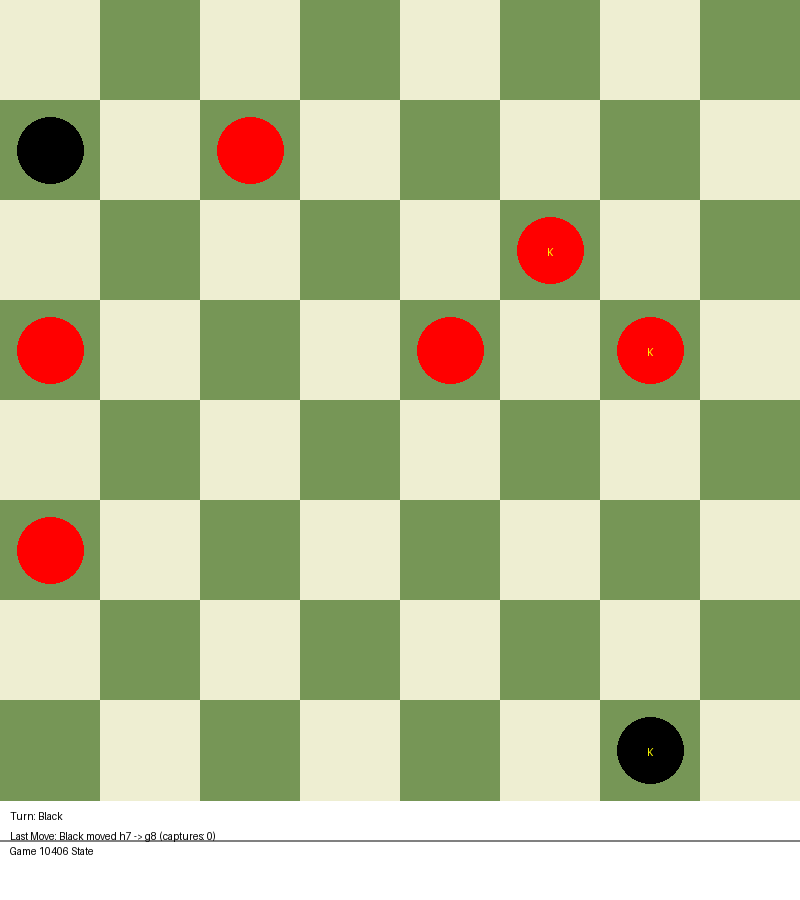 K
K
K
Turn: Black
Last Move: Black moved h7 -> g8 (captures: 0)
Game 10406 State